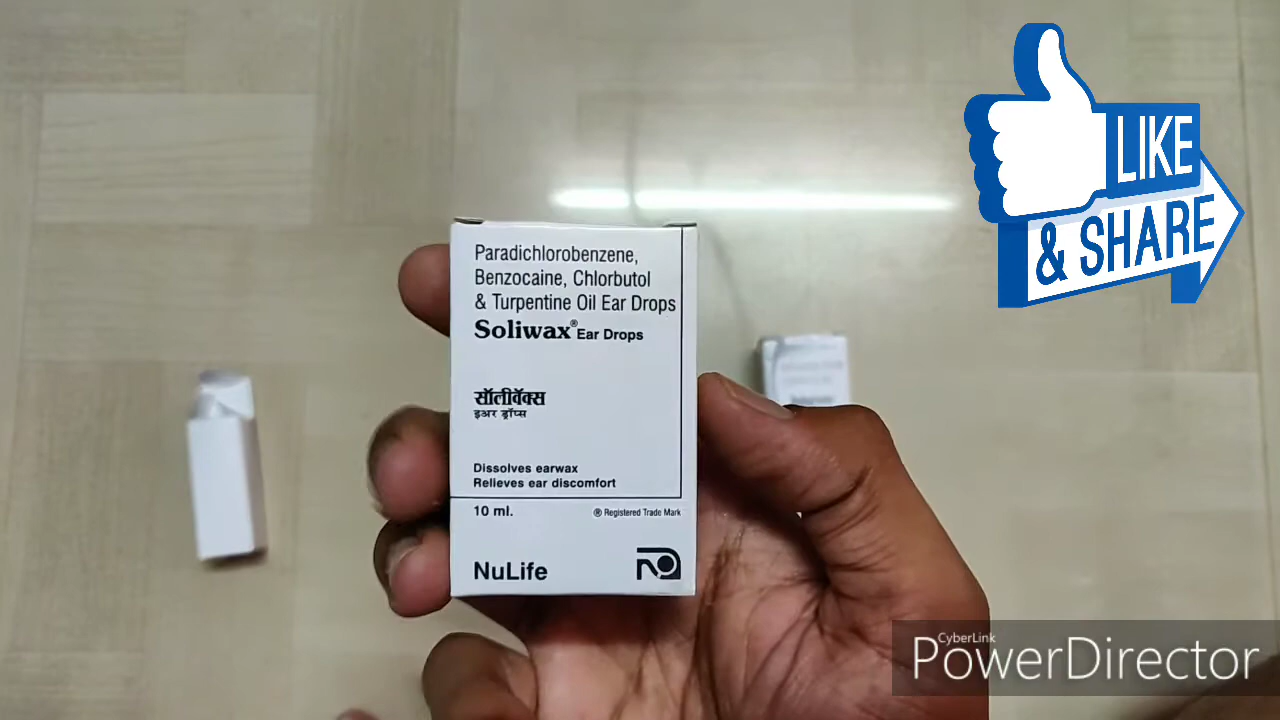 Paradichlorobenzene,
Benzocaine, Chlorbutol
& Turpentine Oil Ear Drops
Soliwax® Ear Drops
सॉलीवॅक्स
इअर ड्रॉप्स
Dissolves earwax
Relieves ear discomfort
10 ml.
® Registered Trade Mark
NuLife
LIKE
& SHARE
CyberLink
PowerDirector